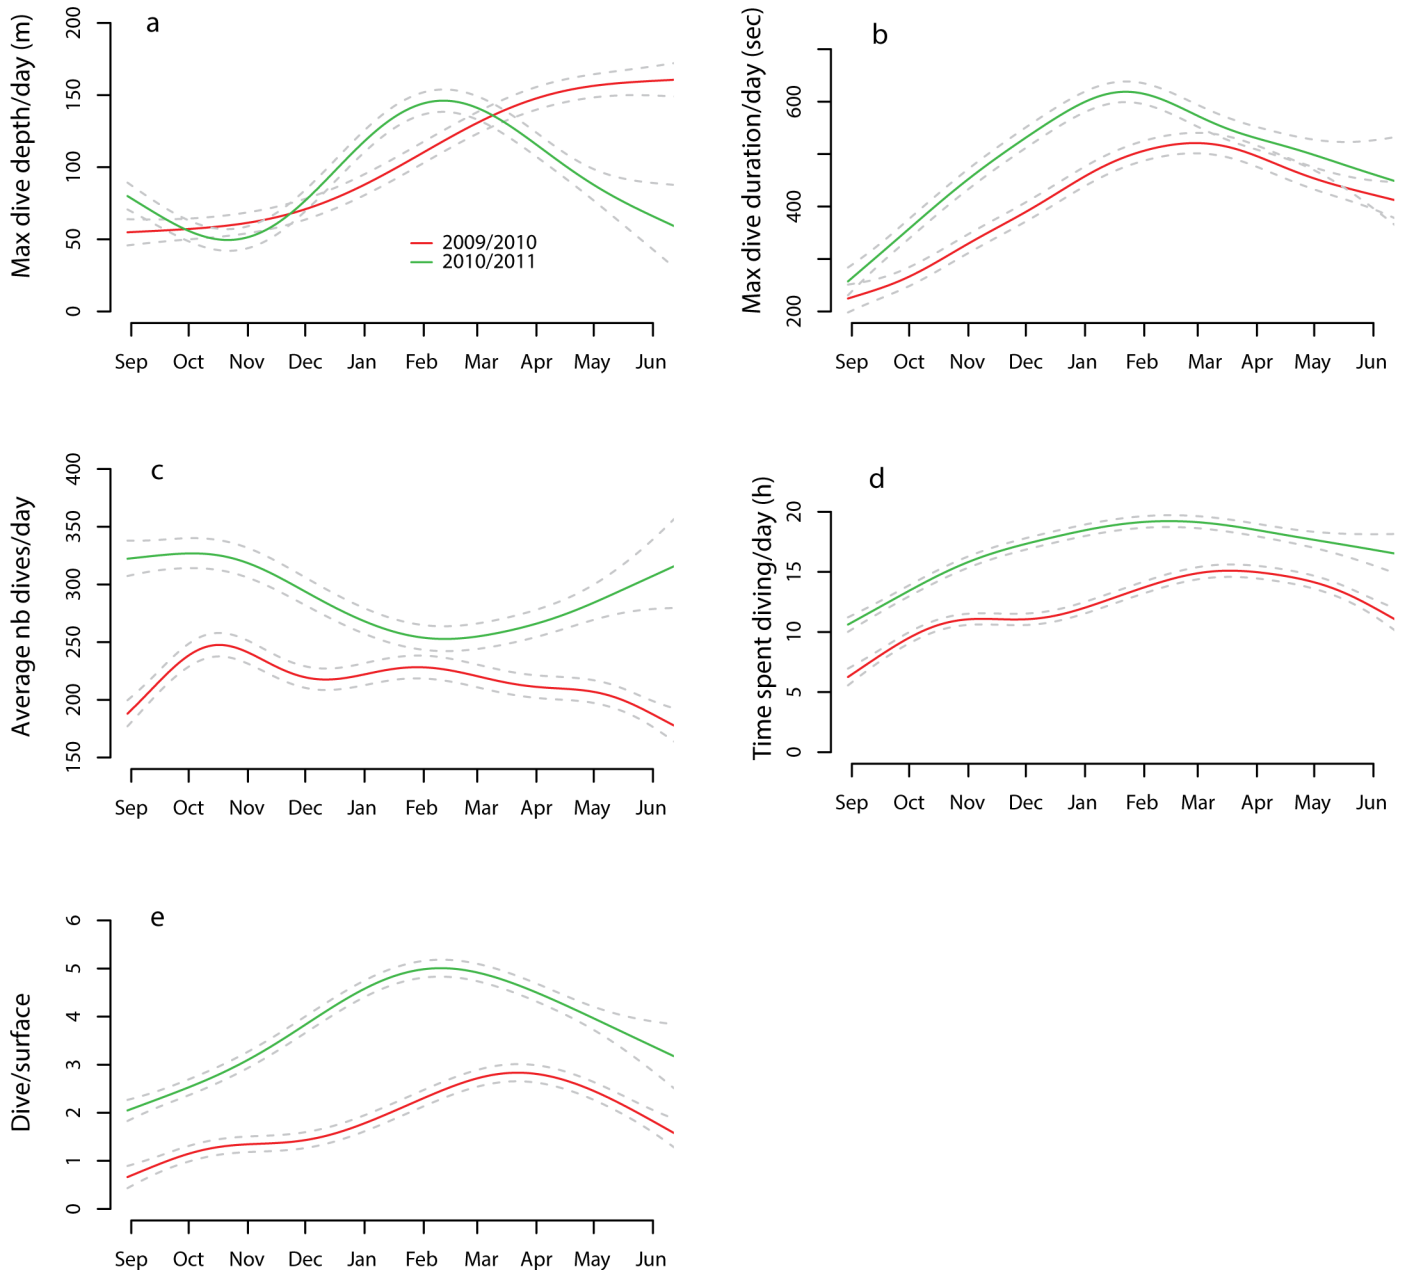 a
Max dive depth/day (m)
200
150
100
50
0
2009/2010
2010/2011
Sep Oct Nov Dec Jan Feb Mar Apr May Jun
b
Max dive duration/day (sec)
600
400
200
Sep Oct Nov Dec Jan Feb Mar Apr May Jun
c
Average nb dives/day
400
350
300
250
200
150
Sep Oct Nov Dec Jan Feb Mar Apr May Jun
d
Time spent diving/day (h)
20
15
10
5
0
Sep Oct Nov Dec Jan Feb Mar Apr May Jun
e
Dive/surface
6
5
4
3
2
1
0
Sep Oct Nov Dec Jan Feb Mar Apr May Jun